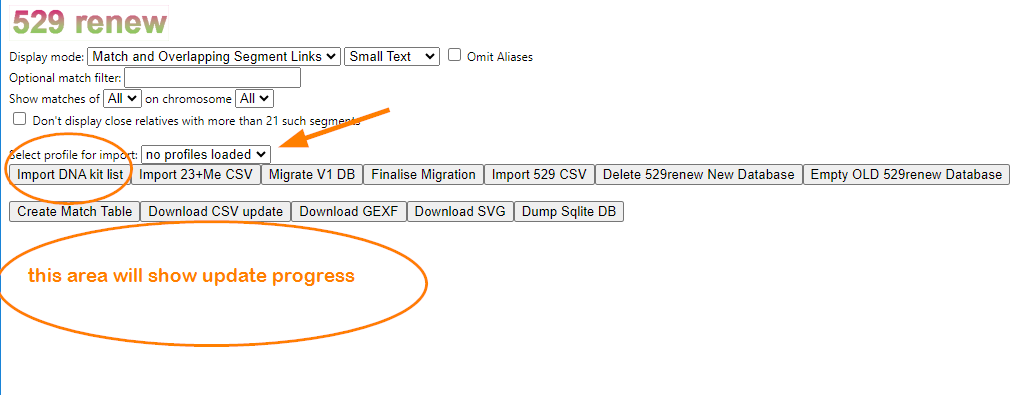 529 renew
Display mode: Match and Overlapping Segment Links Small Text Omit Aliases
Optional match filter:
Show matches of All on chromosome All
Don't display close relatives with more than 21 such segments
Select profile for import: no profiles loaded
Import DNA kit list Import 23+Me CSV Migrate V1 DB Finalise Migration Import 529 CSV Delete 529renew New Database Empty OLD 529renew Database
Create Match Table Download CSV update Download GEXF Download SVG Dump Sqlite DB
this area will show update progress